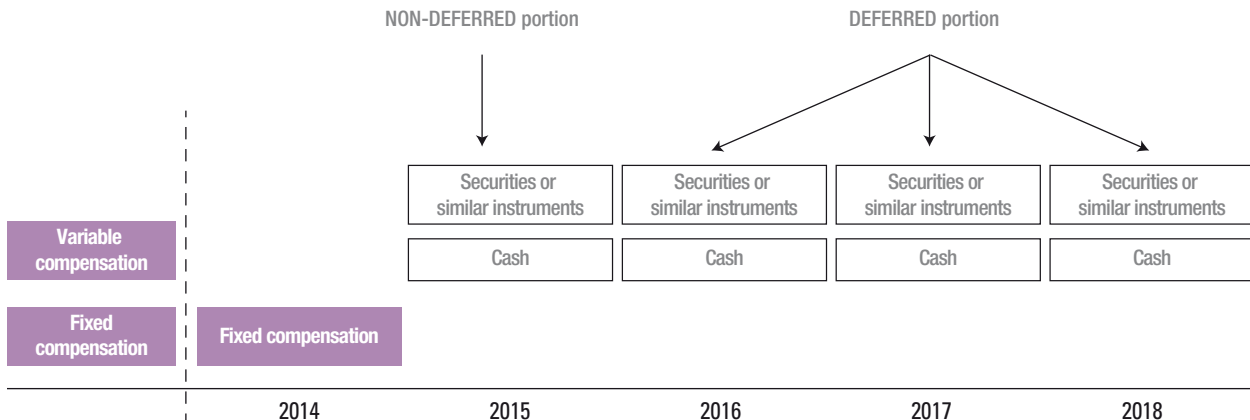 NON-DEFERRED portion
DEFERRED portion
Securities or
similar instruments
Securities or
similar instruments
Securities or
similar instruments
Securities or
similar instruments
Variable
compensation
Cash
Cash
Cash
Cash
Fixed
compensation
Fixed compensation
2014
2015
2016
2017
2018